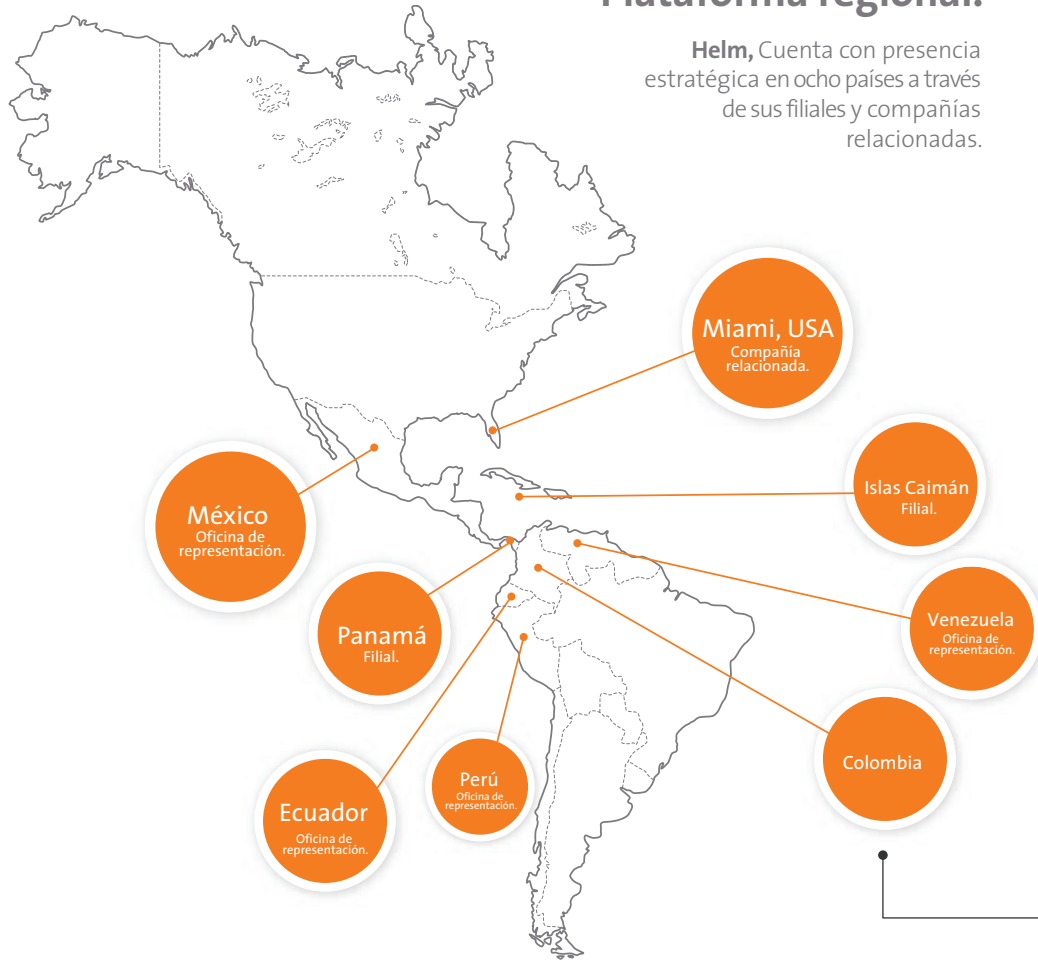 Plataforma regional.
Helm, Cuenta con presencia
estratégica en ocho países a través
de sus filiales y compañías
relacionadas.
Miami, USA
Compañía
relacionada.
Islas Caimán
Filial.
México
Oficina de
representación.
Venezuela
Oficina de
representación.
Panamá
Filial.
Colombia
Perú
Oficina de
representación.
Ecuador
Oficina de
representación.